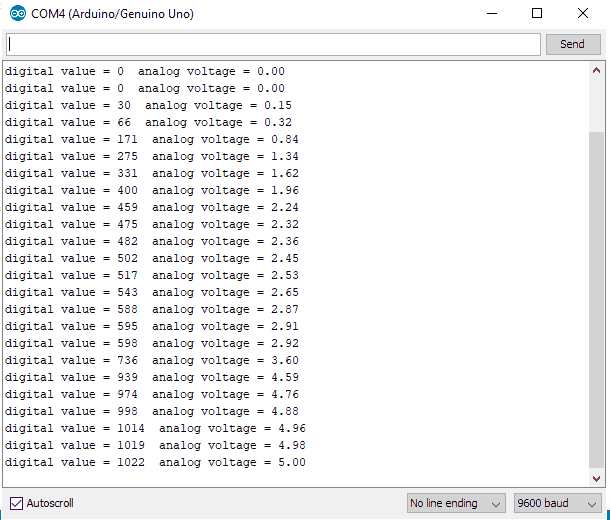 COM4 (Arduino/Genuino Uno)
Send
digital value = 0  analog voltage = 0.00
digital value = 0  analog voltage = 0.00
digital value = 30  analog voltage = 0.15
digital value = 66  analog voltage = 0.32
digital value = 171  analog voltage = 0.84
digital value = 275  analog voltage = 1.34
digital value = 331  analog voltage = 1.62
digital value = 400  analog voltage = 1.96
digital value = 459  analog voltage = 2.24
digital value = 475  analog voltage = 2.32
digital value = 482  analog voltage = 2.36
digital value = 502  analog voltage = 2.45
digital value = 517  analog voltage = 2.53
digital value = 543  analog voltage = 2.65
digital value = 588  analog voltage = 2.87
digital value = 595  analog voltage = 2.91
digital value = 598  analog voltage = 2.92
digital value = 736  analog voltage = 3.60
digital value = 939  analog voltage = 4.59
digital value = 974  analog voltage = 4.76
digital value = 998  analog voltage = 4.88
digital value = 1014  analog voltage = 4.96
digital value = 1019  analog voltage = 4.98
digital value = 1022  analog voltage = 5.00
Autoscroll
No line ending
9600 baud